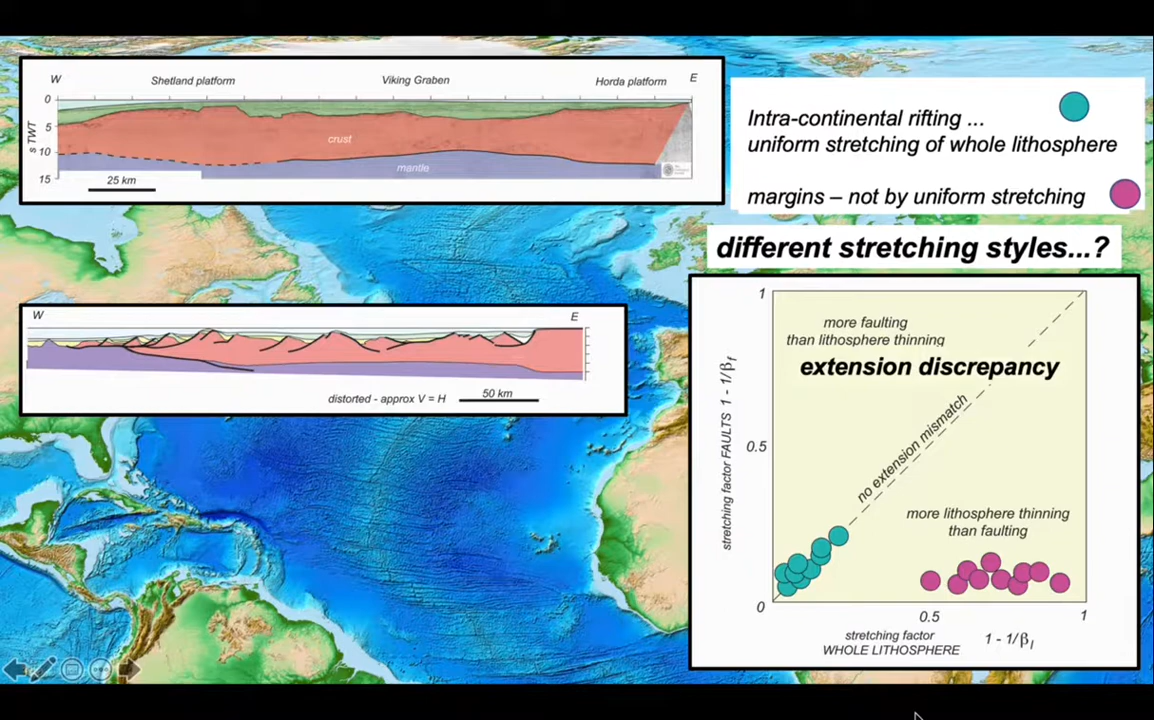 W Shetland platform Viking Graben Horda platform E
0
5
10
15
s TWT
crust
mantle
25 km
Intra-continental rifting ...
uniform stretching of whole lithosphere
margins – not by uniform stretching
different stretching styles...?
W E
distorted - approx V = H 50 km
1
more faulting
than lithosphere thinning
extension discrepancy
no extension mismatch
0.5
stretching factor FAULTS 1 - 1/βf
more lithosphere thinning
than faulting
0
0.5 1
stretching factor
WHOLE LITHOSPHERE
1 - 1/βl